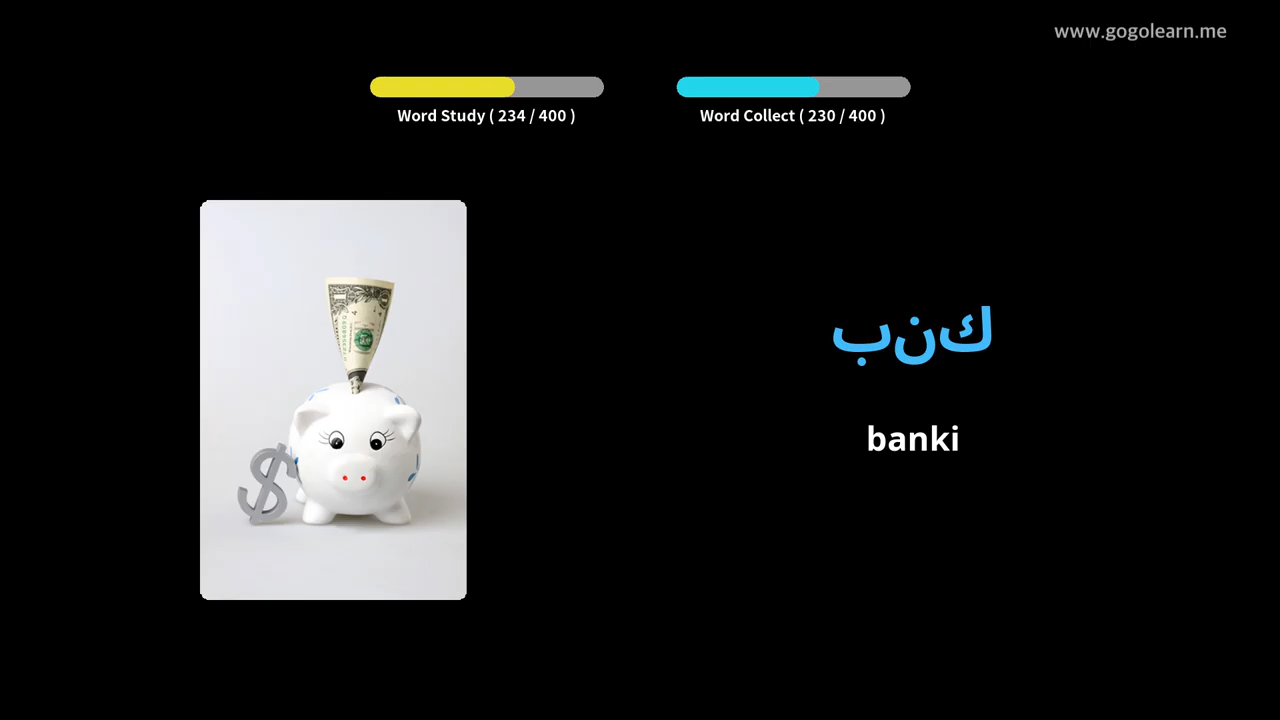 www.gogolearn.me
Word Study ( 234 / 400 )
Word Collect ( 230 / 400 )
$
بنك
banki